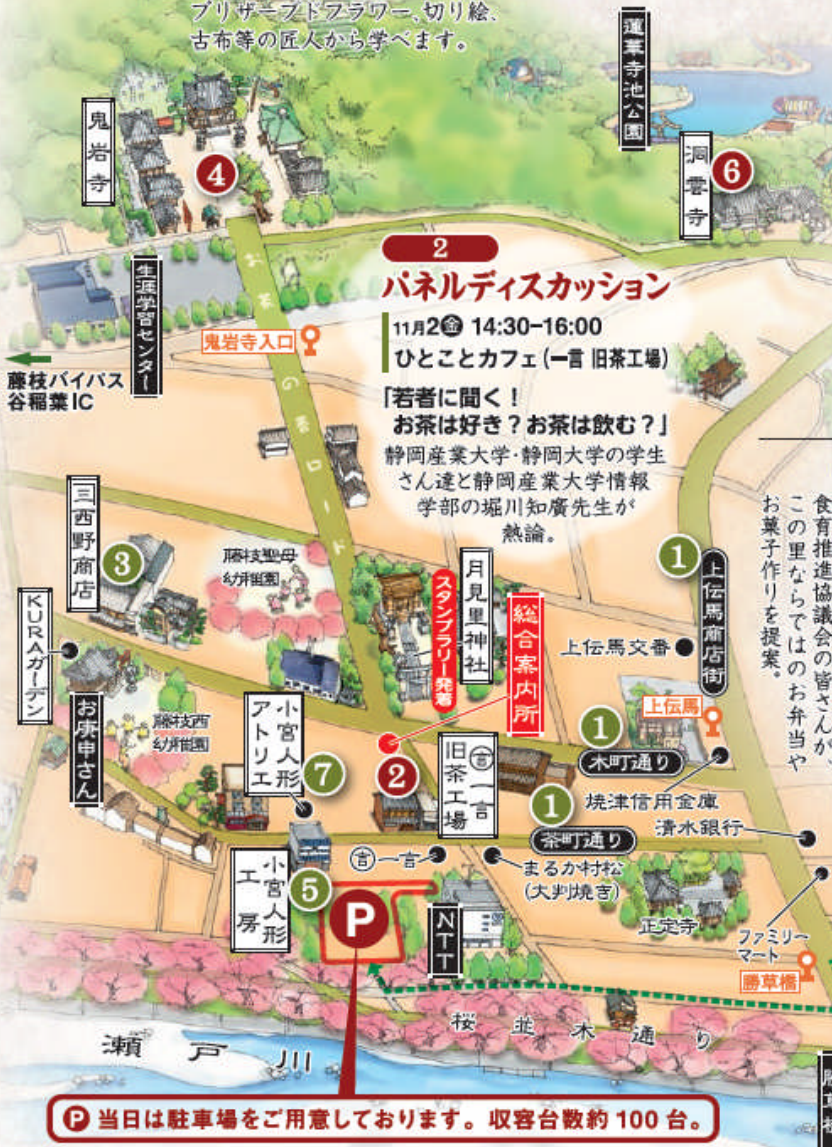 プリザーブドフラワー、切り絵、
古布等の匠人から学べます。
蓮華寺池公園
鬼岩寺
4
洞雲寺
6
2
パネルディスカッション
11月2金 14:30-16:00
ひとことカフェ(一言 旧茶工場)
「若者に聞く!
お茶は好き?お茶は飲む?」
静岡産業大学・静岡大学の学生
さん達と静岡産業大学情報
学部の堀川知廣先生が
熱論。
生涯学習センター
鬼岩寺入口
藤枝バイパス
谷稲葉IC
お茶の香ロード
食育推進協議会の皆さんが、
この里ならではのお弁当や
お菓子作りを提案。
三西野商店
3
藤枝聖母
幼稚園
月見里神社
スタンプラリー発着
総合案内所
1
上伝馬商店街
上伝馬交番
上伝馬
KURAガーデン
お庚申さん
藤枝西
幼稚園
小宮人形
アトリエ
7
2
言一言
旧茶工場
1
木町通り
焼津信用金庫
1
茶町通り
清水銀行
言一言
まるか村松
(大判焼き)
小宮人形
工房
5
P
NTT
正定寺
ファミリー
マート
勝草橋
桜並木通り
瀬戸川
P 当日は駐車場をご用意しております。収容台数約100台。